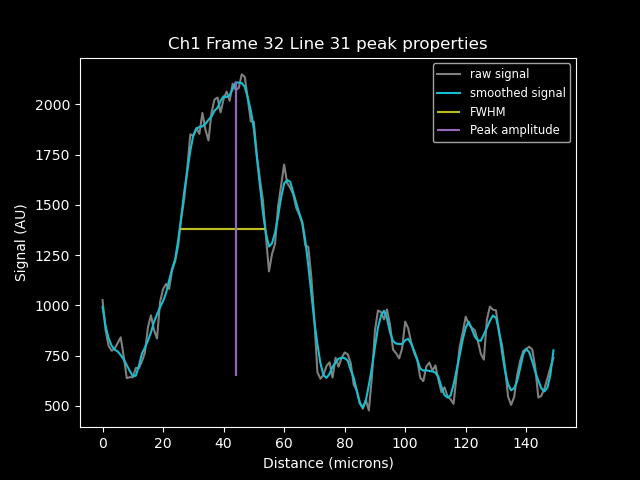 Ch1 Frame 32 Line 31 peak properties
raw signal
smoothed signal
FWHM
Peak amplitude
Signal (AU)
2000
1750
1500
1250
1000
750
500
0 20 40 60 80 100 120 140
Distance (microns)